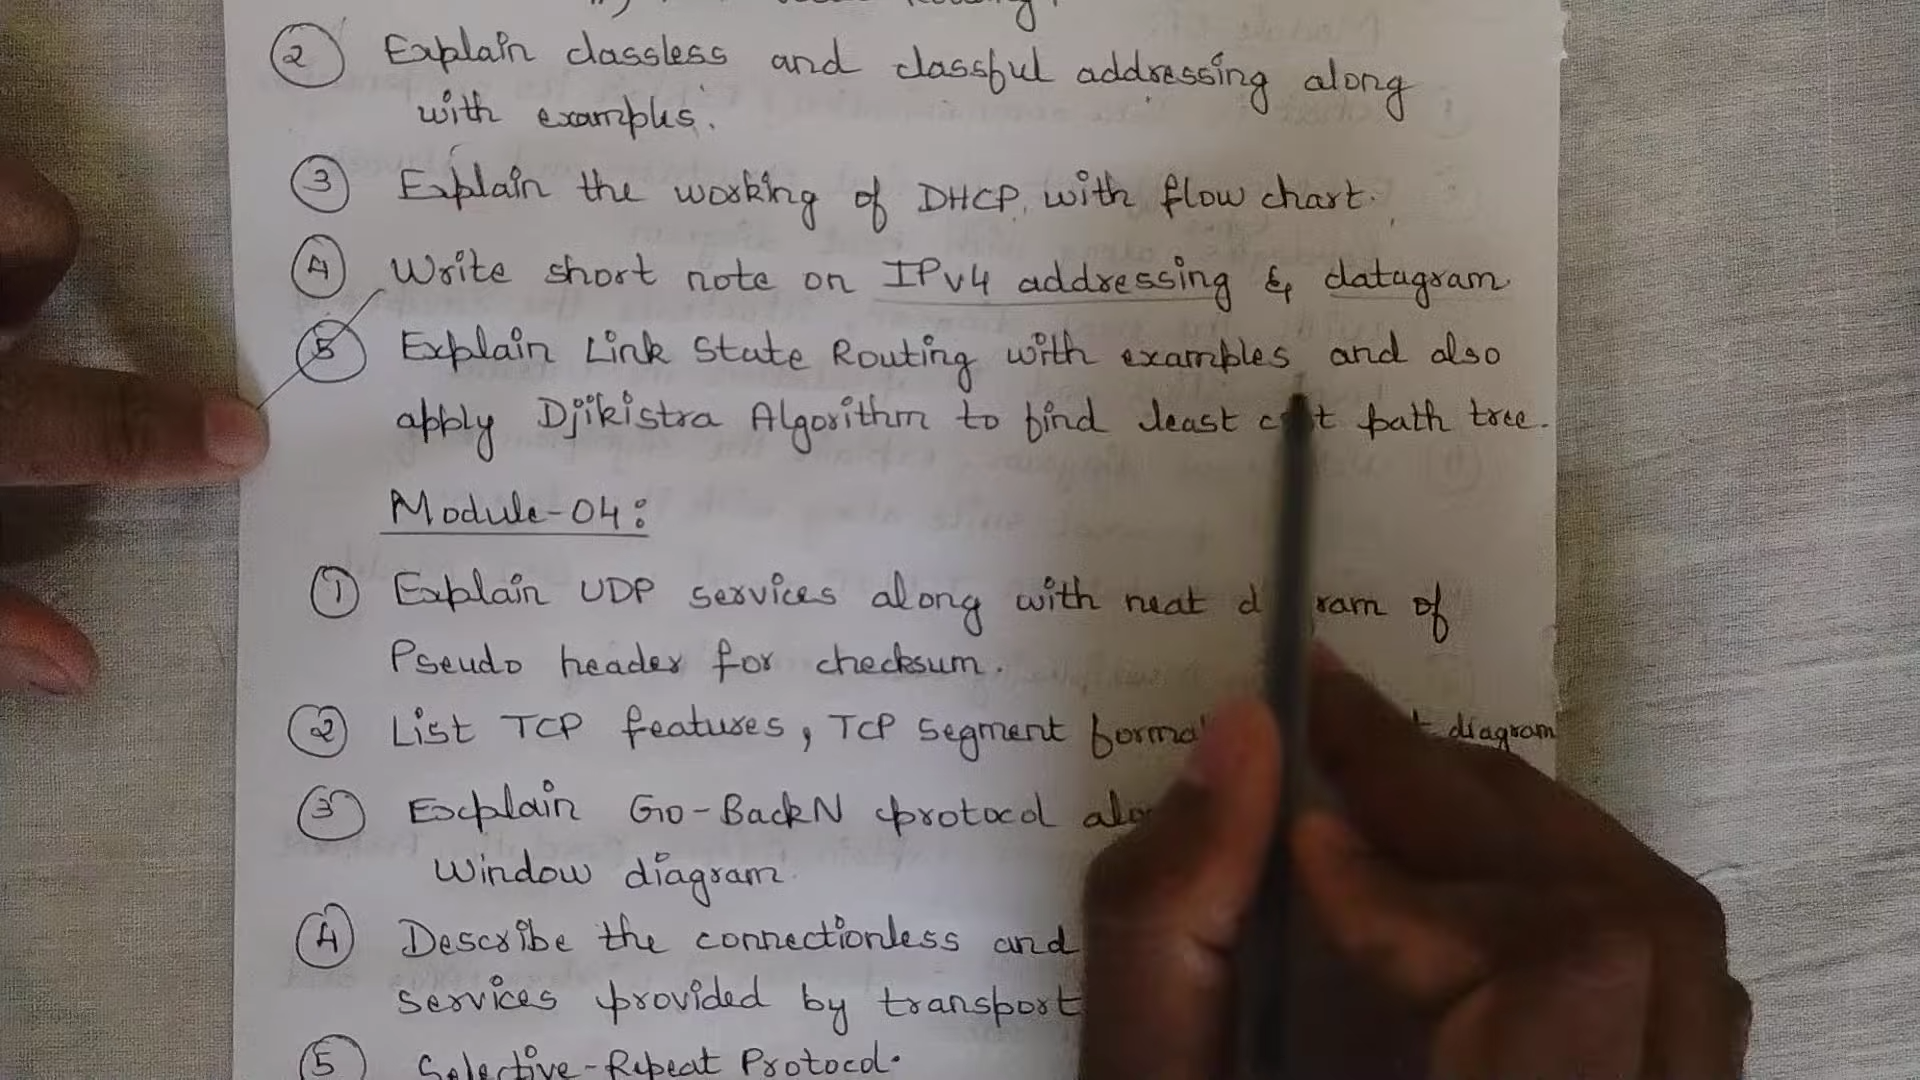 ② Explain classless and classful addressing along
with examples.
③ Explain the working of DHCP with flow chart.
④ Write short note on IPv4 addressing & datagram
⑤ Explain Link State Routing with examples and also
apply Djikistra Algorithm to find least path tree.
Module-04:
① Explain UDP services along with neat of
Pseudo header for checksum.
② List TCP features, TCP segment diagram
③ Explain Go-BackN protocol
Window diagram
④ Describe the connectionless and
services provided by transport
⑤ Selective-Repeat Protocol.